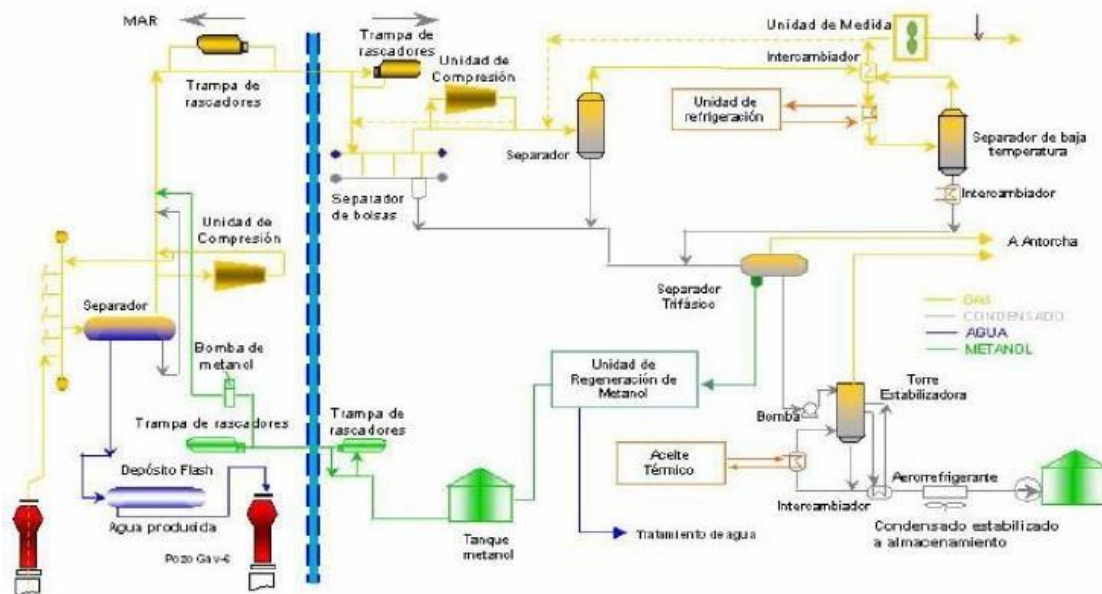 MAR
Trampa de
rascadores
Trampa de
rascadores
Unidad de
Compresión
Unidad de Medida
Intercambiador
Unidad de
refrigeración
Separador
Separador de baja
temperatura
Intercambiador
Separador
de bolsas
Unidad de
Compresión
Separador
A Antorcha
Separador
Trifásico
GAS
CONDENSADO
AGUA
METANOL
Bomba de
metanol
Unidad de
Regeneración de
Metanol
Torre
Estabilizadora
Bomba
Trampa de rascadores
Trampa de
rascadores
Aceite
Térmico
Depósito Flash
Aerorrefrigerante
Intercambiador
Agua producida
Condensado estabilizado
a almacenamiento
Tanque
metanol
Tratamiento de agua
Pozo Gav-6